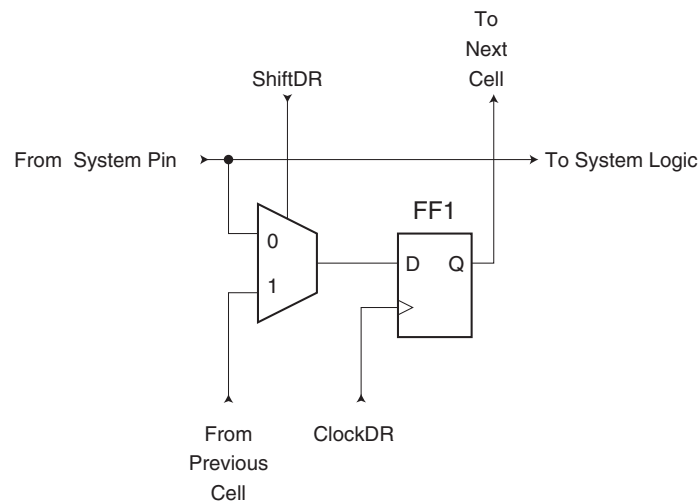 To
Next
Cell
ShiftDR
From System Pin
To System Logic
FF1
0
D Q
1
From
Previous
Cell
ClockDR